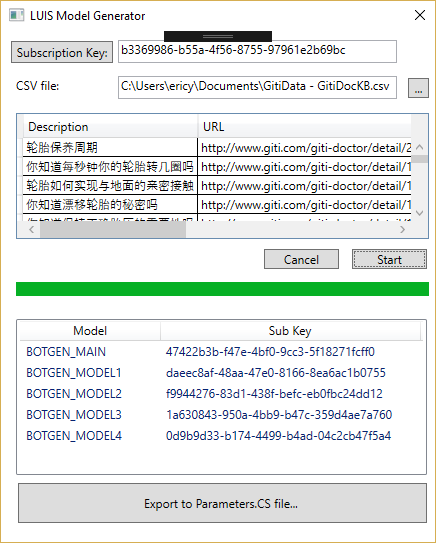 LUIS Model Generator
Subscription Key: b3369986-b55a-4f56-8755-97961e2b69bc
CSV file: C:\Users\ericy\Documents\GitiData - GitiDocKB.csv ...
Description URL
轮胎保养周期 http://www.giti.com/giti-doctor/detail/2
你知道每秒钟你的轮胎转几圈吗 http://www.giti.com/giti-doctor/detail/1
轮胎如何实现与地面的亲密接触 http://www.giti.com/giti-doctor/detail/1
你知道漂移轮胎的秘密吗 http://www.giti.com/giti-doctor/detail/1
Cancel Start
Model Sub Key
BOTGEN_MAIN 47422b3b-f47e-4bf0-9cc3-5f18271fcff0
BOTGEN_MODEL1 daeec8af-48aa-47e0-8166-8ea6ac1b0755
BOTGEN_MODEL2 f9944276-83d1-438f-befc-eb0fbc24dd12
BOTGEN_MODEL3 1a630843-950a-4bb9-b47c-359d4ae7a760
BOTGEN_MODEL4 0d9b9d33-b174-4499-b4ad-04c2cb47f5a4
Export to Parameters.CS file...